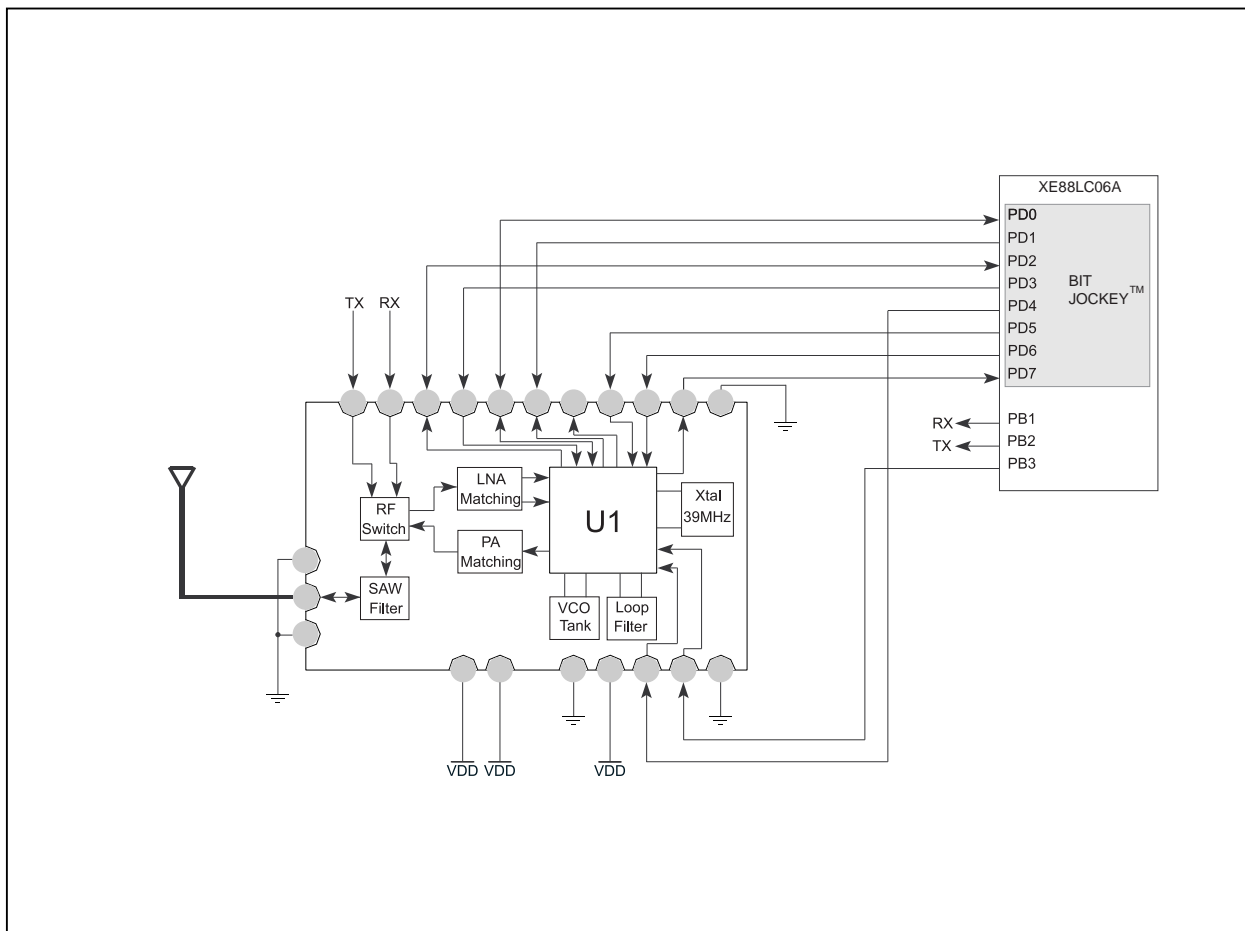 XE88LC06A
PD0
PD1
PD2
PD3
PD4
PD5
PD6
PD7
BIT
JOCKEY™
PB1
PB2
PB3
RX
TX
TX RX
LNA
Matching
RF
Switch
PA
Matching
SAW
Filter
U1
Xtal
39MHz
VCO
Tank
Loop
Filter
VDD VDD VDD